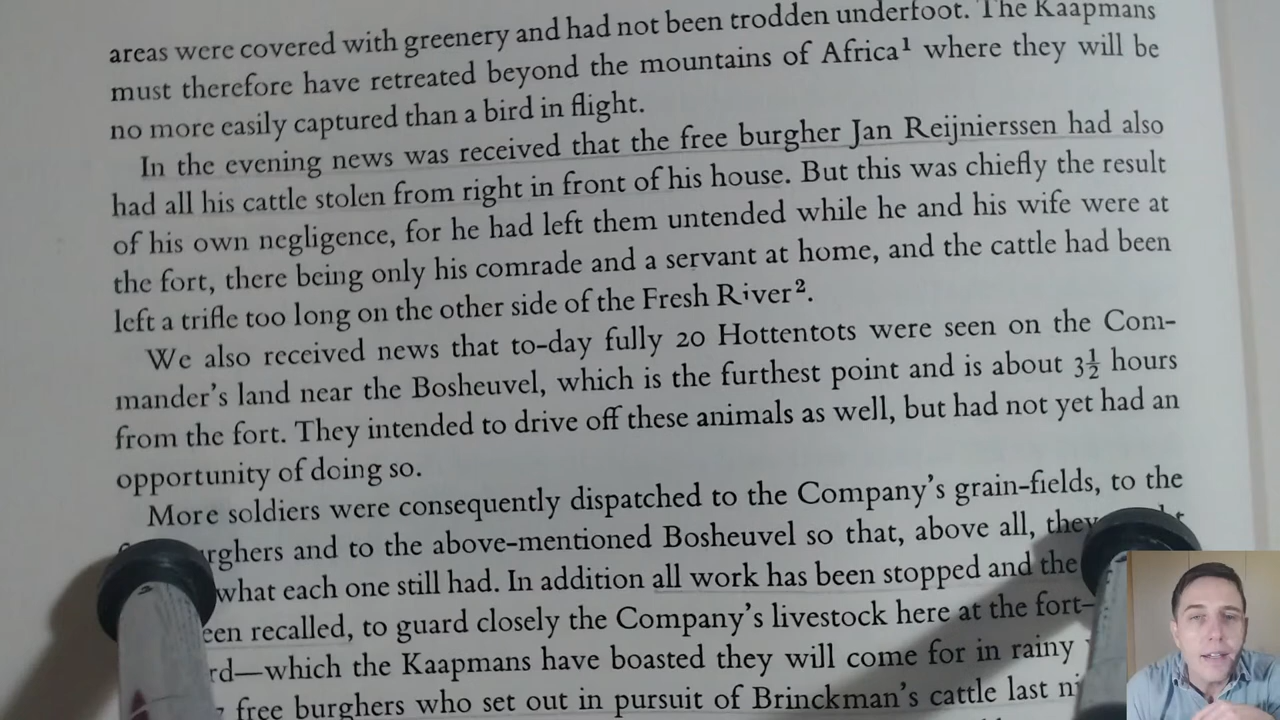 areas were covered with greenery and had not been trodden underfoot. The Kaapmans
must therefore have retreated beyond the mountains of Africa¹ where they will be
no more easily captured than a bird in flight.
In the evening news was received that the free burgher Jan Reijnierssen had also
had all his cattle stolen from right in front of his house. But this was chiefly the result
of his own negligence, for he had left them untended while he and his wife were at
the fort, there being only his comrade and a servant at home, and the cattle had been
left a trifle too long on the other side of the Fresh River².
We also received news that to-day fully 20 Hottentots were seen on the Com-
mander's land near the Bosheuvel, which is the furthest point and is about 3½ hours
from the fort. They intended to drive off these animals as well, but had not yet had an
opportunity of doing so.
More soldiers were consequently dispatched to the Company's grain-fields, to the
and to the above-mentioned Bosheuvel so that, above all, they
what each one still had. In addition all work has been stopped and the
recalled, to guard closely the Company's livestock here at the fort-
which the Kaapmans have boasted they will come for in rainy
free burghers who set out in pursuit of Brinckman's cattle last